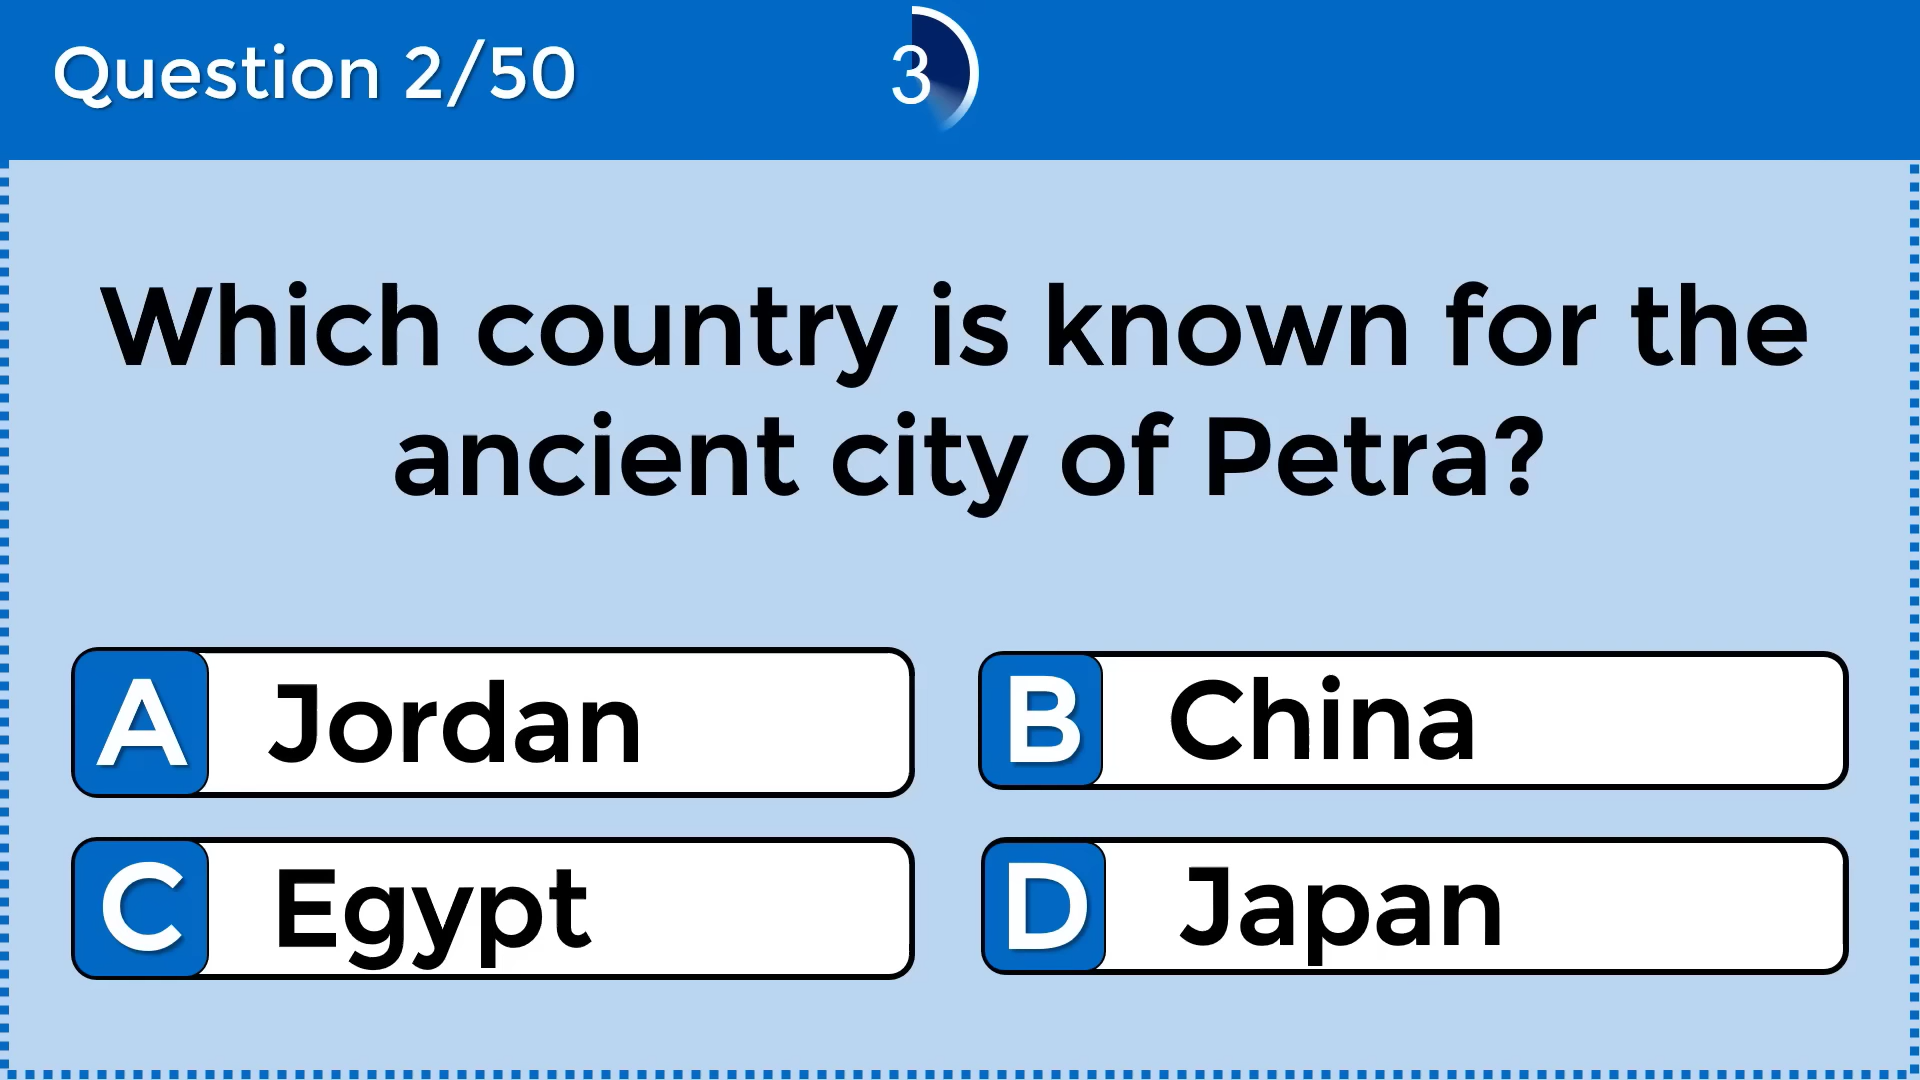 Question 2/50
3
Which country is known for the
ancient city of Petra?
A Jordan
B China
C Egypt
D Japan